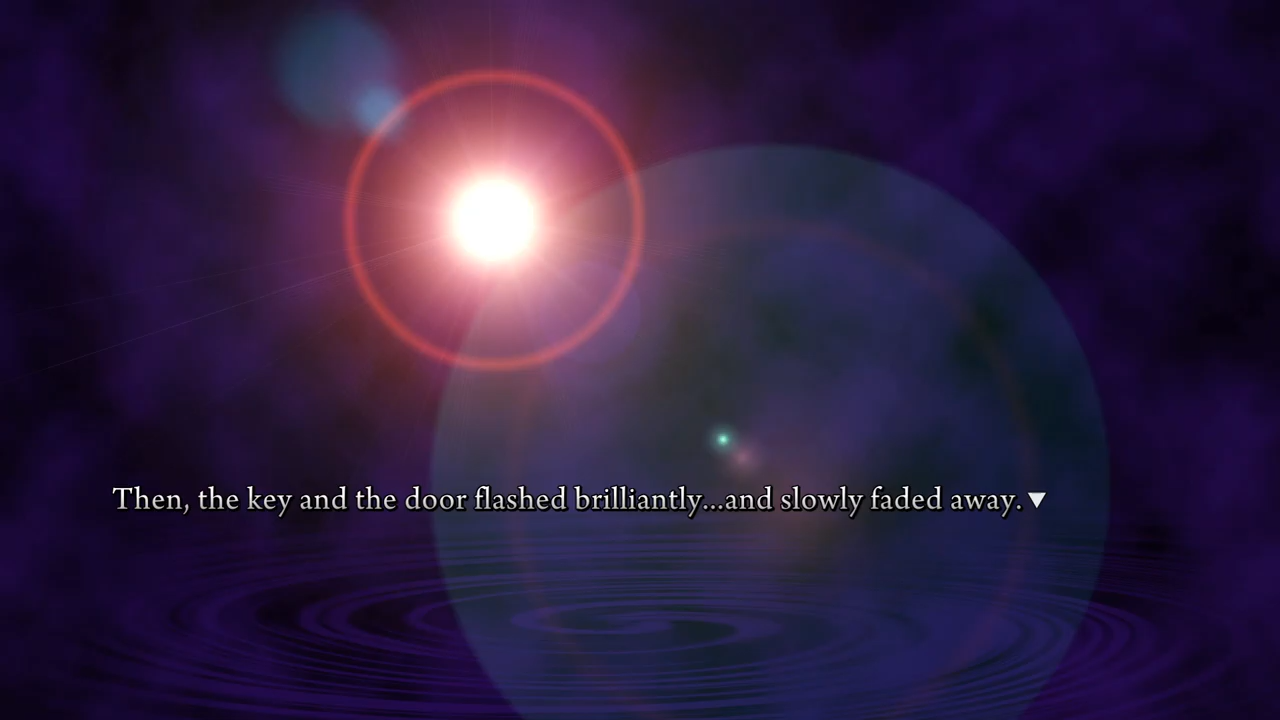 Then, the key and the door flashed brilliantly...and slowly faded away.▼